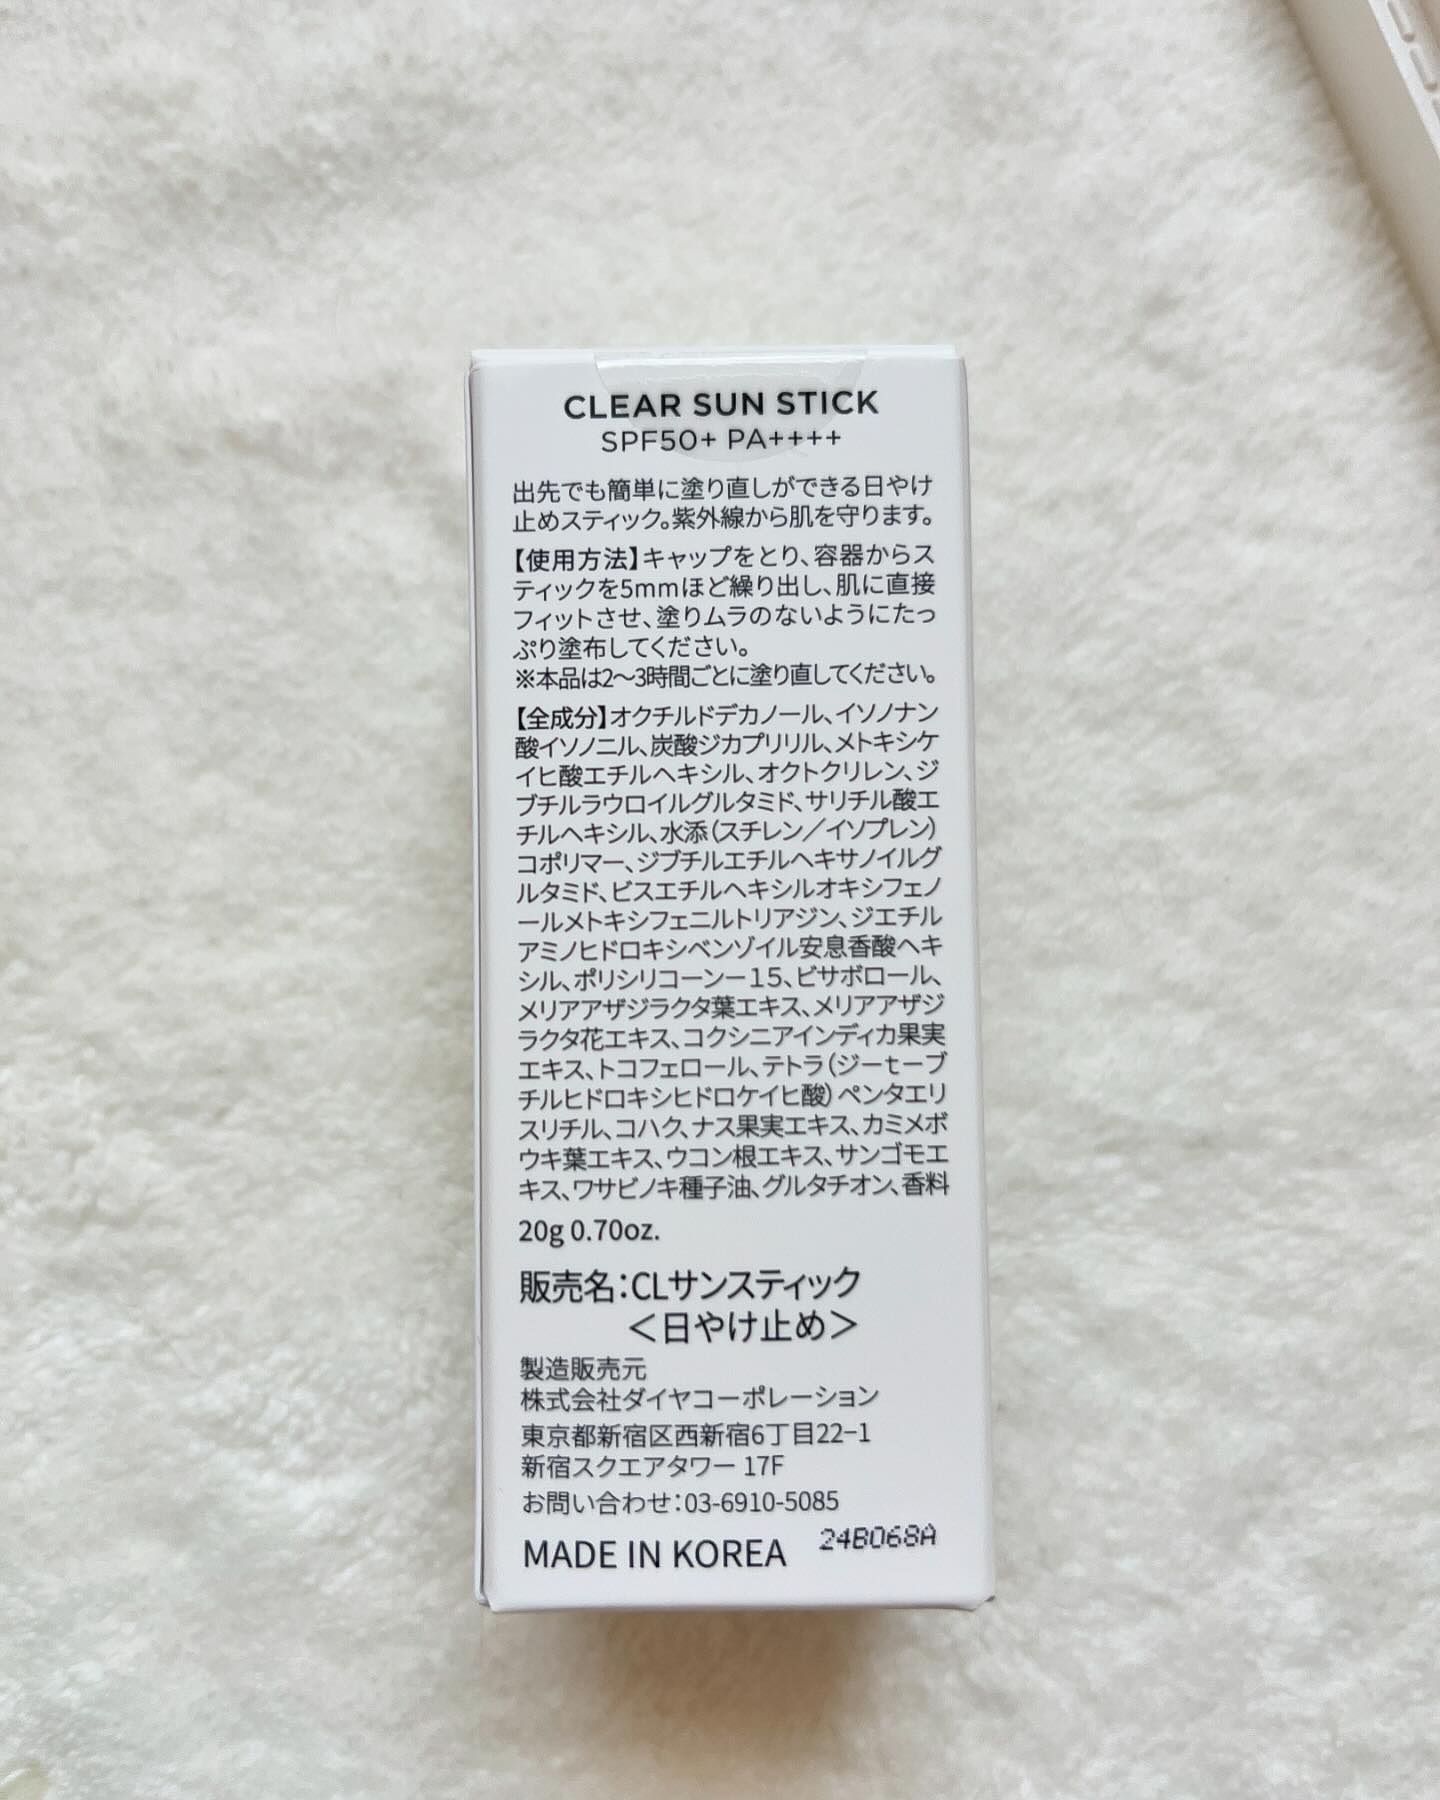 CLEAR SUN STICK
SPF50+ PA++++
出先でも簡単に塗り直しができる日やけ
止めスティック。紫外線から肌を守ります。
【使用方法】キャップをとり、容器からス
ティックを5mmほど繰り出し、肌に直接
フィットさせ、塗りムラのないようにたっ
ぷり塗布してください。
※本品は2～3時間ごとに塗り直してください。
【全成分】オクチルドデカノール、イソノナン
酸イソノニル、炭酸ジカプリリル、メトキシケ
イヒ酸エチルヘキシル、オクトクリレン、ジ
ブチルラウロイルグルタミド、サリチル酸エ
チルヘキシル、水添（スチレン／イソプレン）
コポリマー、ジブチルエチルヘキサノイルグ
ルタミド、ビスエチルヘキシルオキシフェノ
ールメトキシフェニルトリアジン、ジエチル
アミノヒドロキシベンゾイル安息香酸ヘキ
シル、ポリシリコーンー15、ビサボロール、
メリアアザジラクタ葉エキス、メリアアザジ
ラクタ花エキス、コクシニアインディカ果実
エキス、トコフェロール、テトラ（ジーtーブ
チルヒドロキシヒドロケイヒ酸）ペンタエリ
スリチル、コハク、ナス果実エキス、カミメボ
ウキ葉エキス、ウコン根エキス、サンゴモエ
キス、ワサビノキ種子油、グルタチオン、香料
20g 0.70oz.
販売名：CLサンスティック
＜日やけ止め＞
製造販売元
株式会社ダイヤコーポレーション
東京都新宿区西新宿6丁目22−1
新宿スクエアタワー 17F
お問い合わせ：03-6910-5085
MADE IN KOREA 24B068A